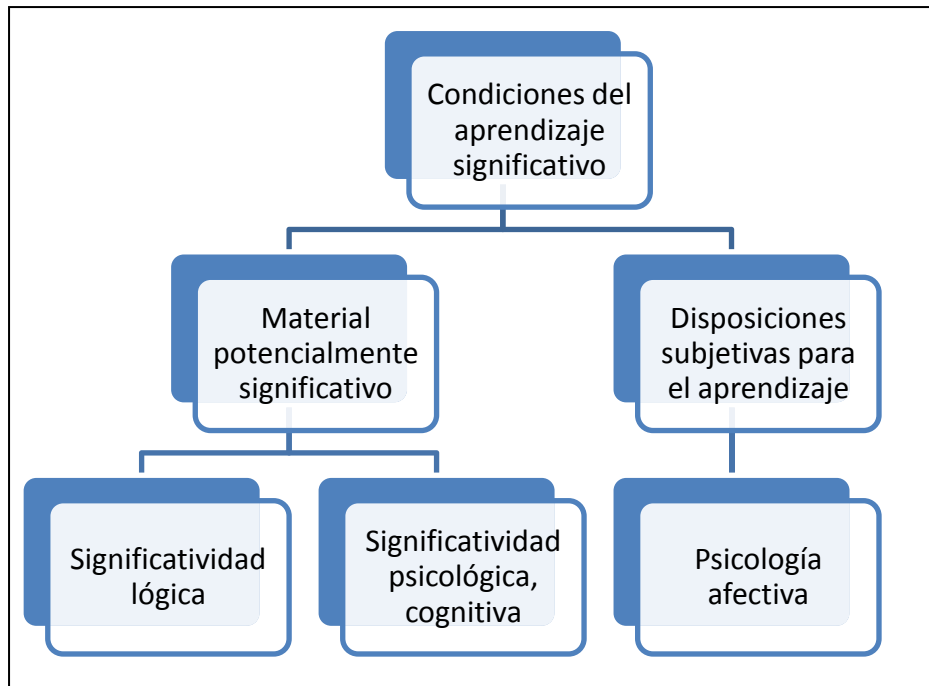 Condiciones del
aprendizaje
significativo
Material
potencialmente
significativo
Disposiciones
subjetivas para
el aprendizaje
Significatividad
lógica
Significatividad
psicológica,
cognitiva
Psicología
afectiva